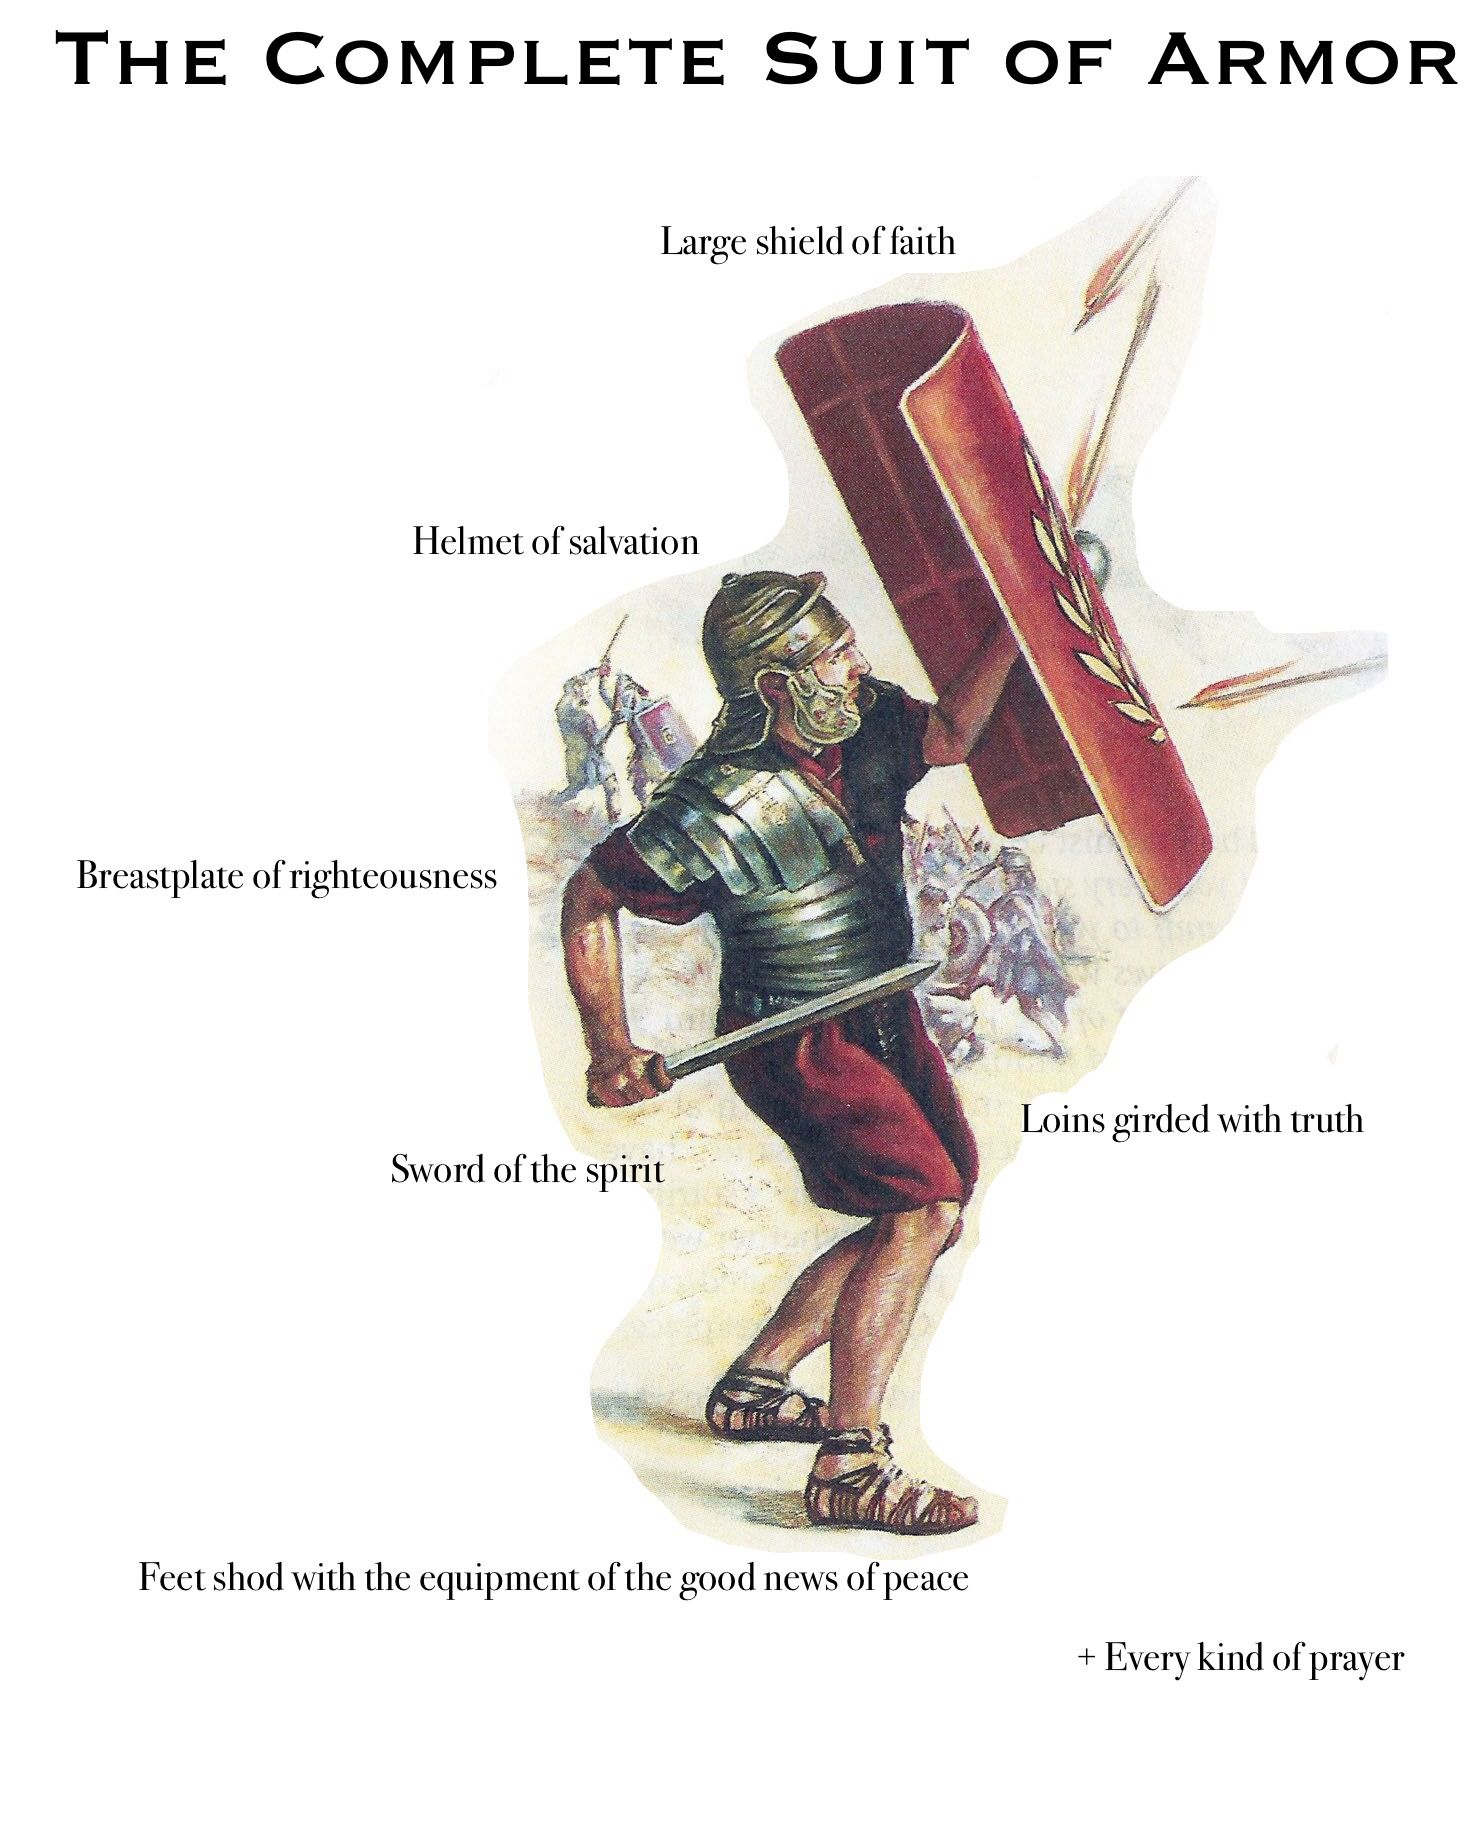 THE COMPLETE SUIT OF ARMOR
Large shield of faith
Helmet of salvation
Breastplate of righteousness
Loins girded with truth
Sword of the spirit
Feet shod with the equipment of the good news of peace
+ Every kind of prayer